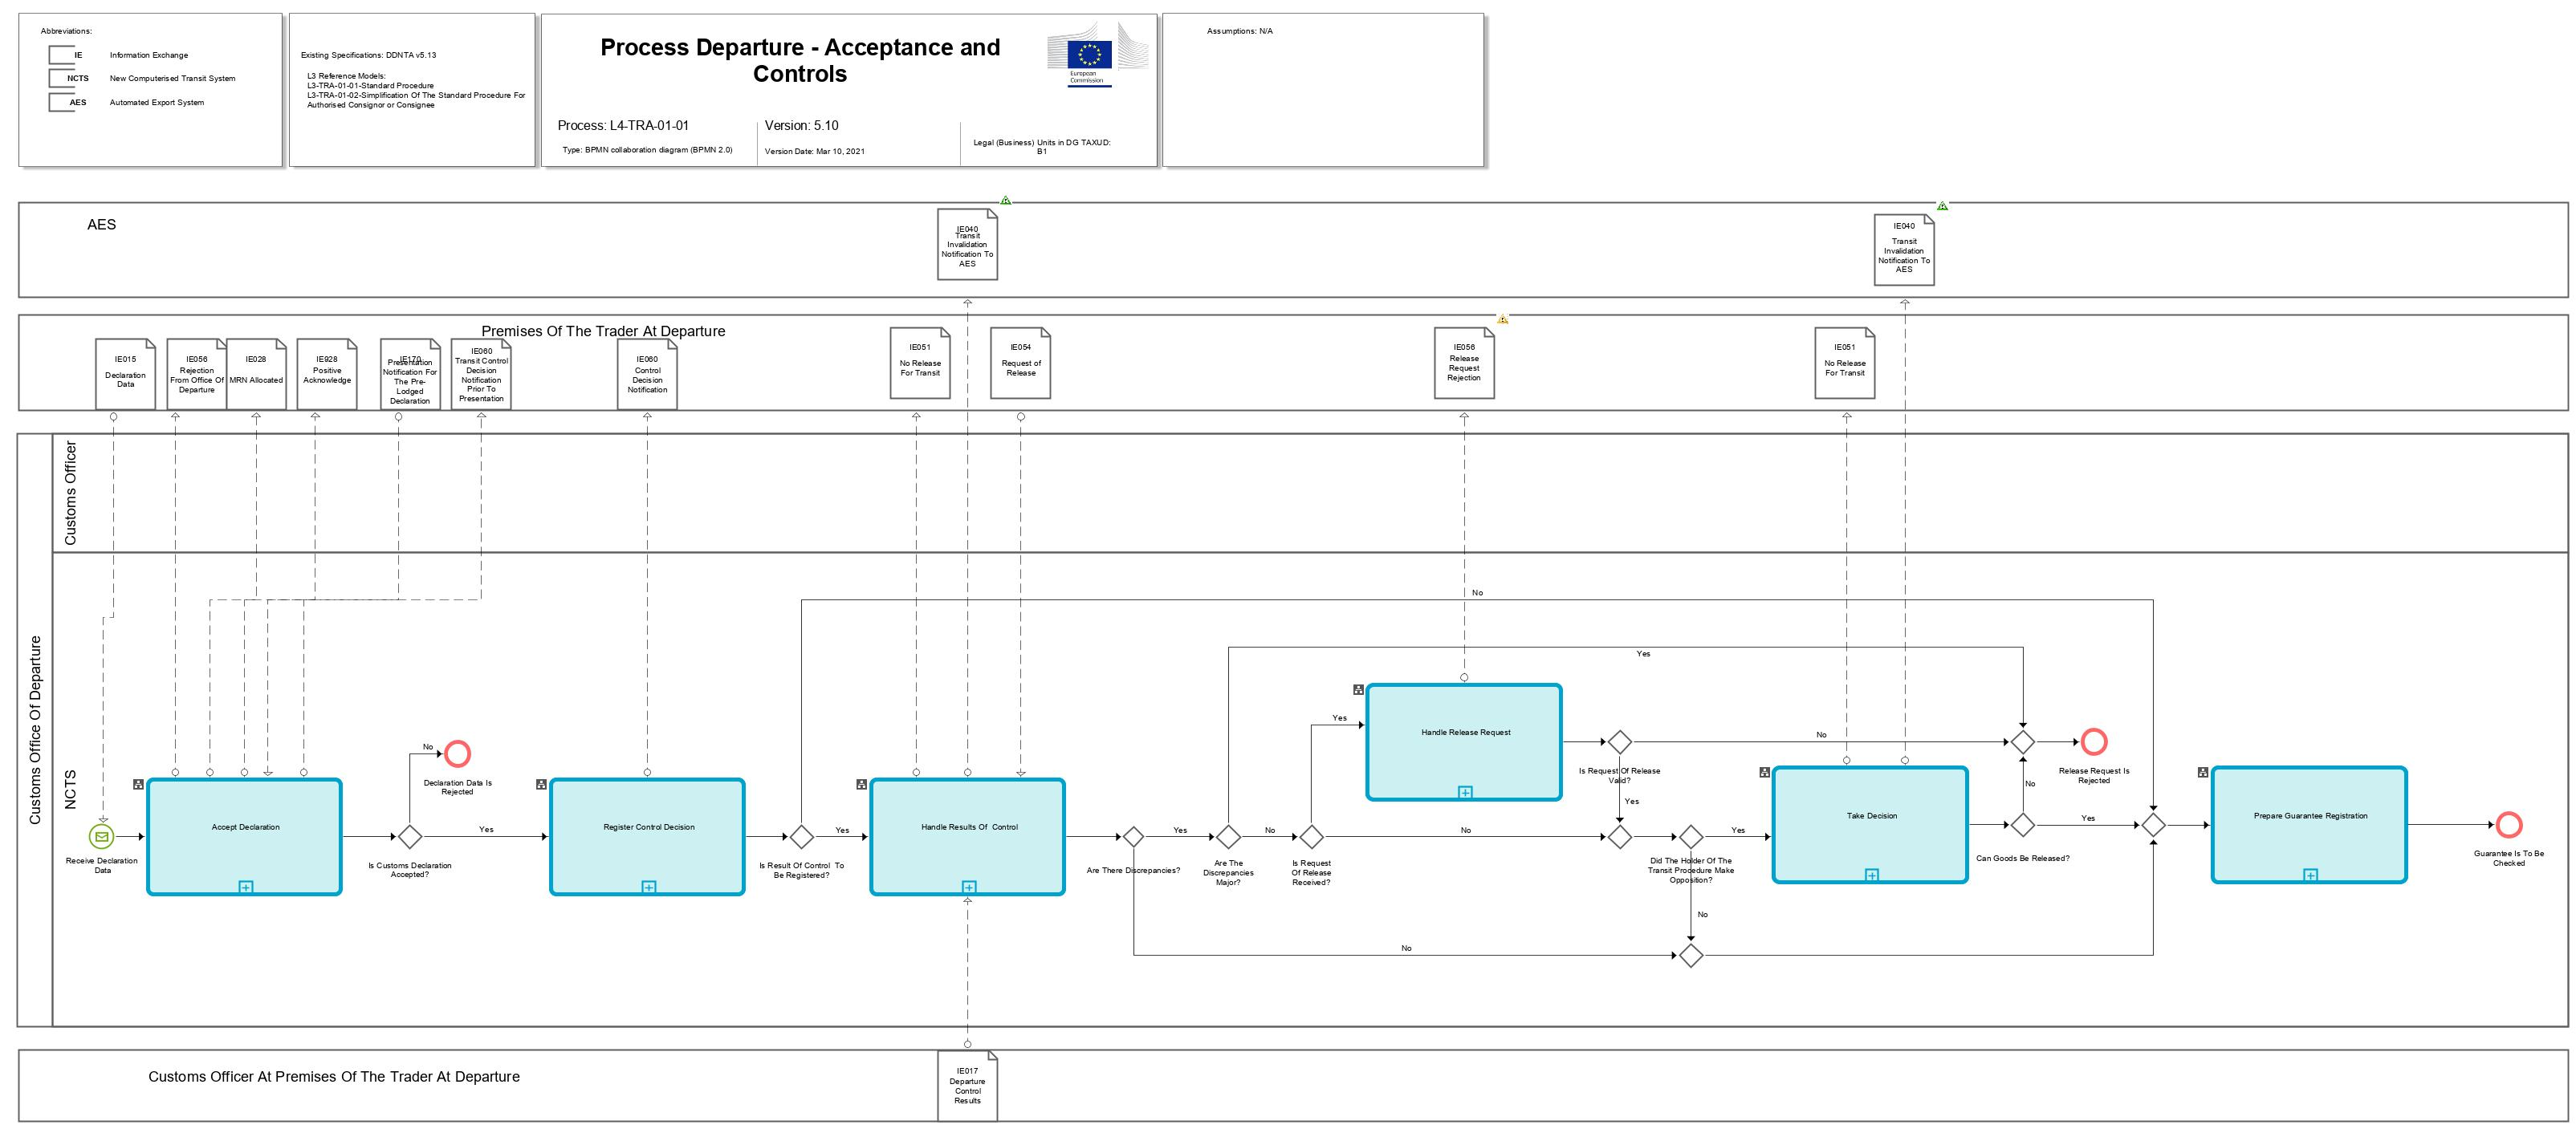 Abbreviations:
IE
Information Exchange
NCTS
New Computerised Transit System
AES
Automated Export System
Existing Specifications: DDNTA v5.13
L3 Reference Models:
L3-TRA-01-01-Standard Procedure
L3-TRA-01-02-Simplification Of The Standard Procedure For
Authorised Consignor or Consignee
Process Departure - Acceptance and
Controls
European
Commission
Process: L4-TRA-01-01
Version: 5.10
Type: BPMN collaboration diagram (BPMN 2.0)
Version Date: Mar 10, 2021
Legal (Business) Units in DG TAXUD:
B1
Assumptions: N/A
AES
IE040
Transit
Invalidation
Notification To
AES
IE040
Transit
Invalidation
Notification To
AES
Premises Of The Trader At Departure
IE015
Declaration
Data
IE056
Rejection
From Office Of
Departure
IE028
MRN Allocated
IE928
Positive
Acknowledge
IE170
Presentation
Notification For
The Pre-
Lodged
Declaration
IE060
Transit Control
Decision
Notification
Prior To
Presentation
IE060
Control
Decision
Notification
IE051
No Release
For Transit
IE054
Request of
Release
IE056
Release
Request
Rejection
IE051
No Release
For Transit
Customs Office Of Departure
Customs Officer
NCTS
Receive Declaration
Data
Accept Declaration
Is Customs Declaration
Accepted?
No
Declaration Data Is
Rejected
Yes
Register Control Decision
Is Result Of Control To
Be Registered?
No
Yes
Handle Results Of Control
Are There Discrepancies?
Yes
No
Are The
Discrepancies
Major?
Yes
No
Is Request
Of Release
Received?
Yes
No
Handle Release Request
Is Request Of Release
Valid?
No
Yes
Did The Holder Of The
Transit Procedure Make
Opposition?
Yes
No
Take Decision
Can Goods Be Released?
No
Yes
Release Request Is
Rejected
Prepare Guarantee Registration
Guarantee Is To Be
Checked
Customs Officer At Premises Of The Trader At Departure
IE017
Departure
Control
Results